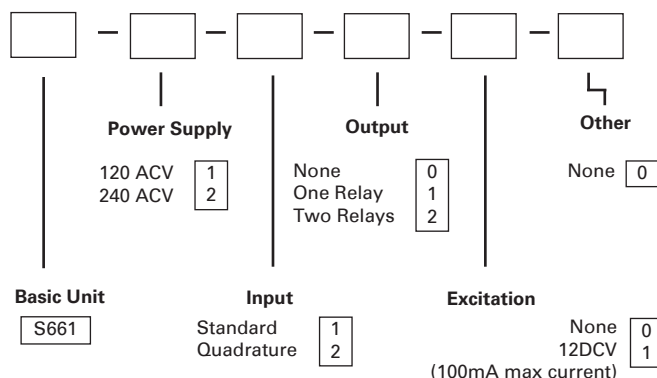 Power Supply
120 ACV 1
240 ACV 2
Output
None 0
One Relay 1
Two Relays 2
Other
None 0
Basic Unit
S661
Input
Standard 1
Quadrature 2
Excitation
None 0
12DCV 1
(100mA max current)